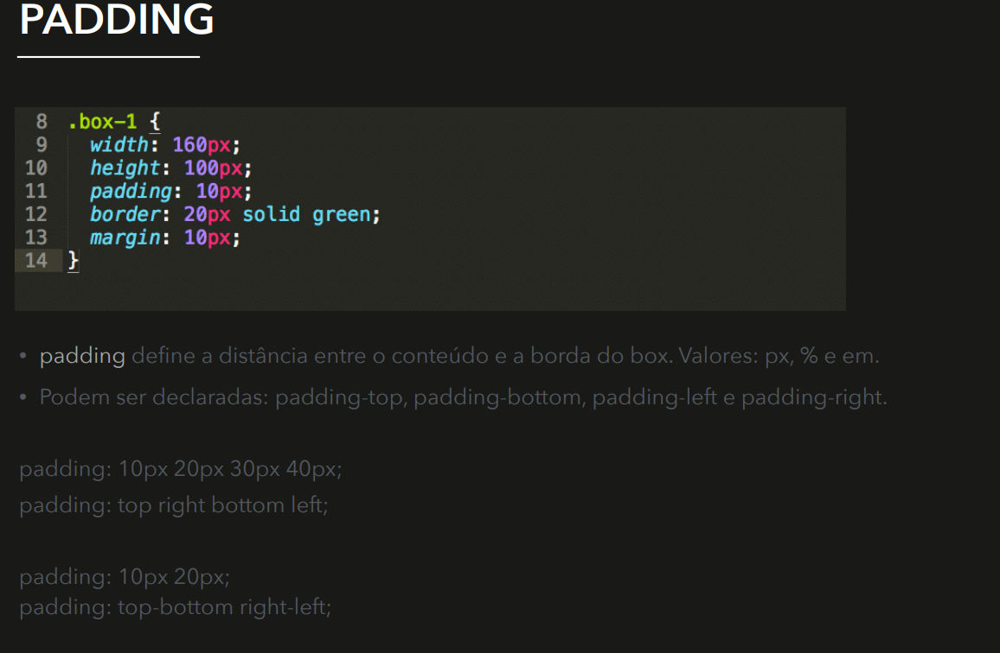 PADDING
8 .box-1 {
9 width: 160px;
10 height: 100px;
11 padding: 10px;
12 border: 20px solid green;
13 margin: 10px;
14 }
• padding define a distância entre o conteúdo e a borda do box. Valores: px, % e em.
• Podem ser declaradas: padding-top, padding-bottom, padding-left e padding-right.
padding: 10px 20px 30px 40px;
padding: top right bottom left;
padding: 10px 20px;
padding: top-bottom right-left;